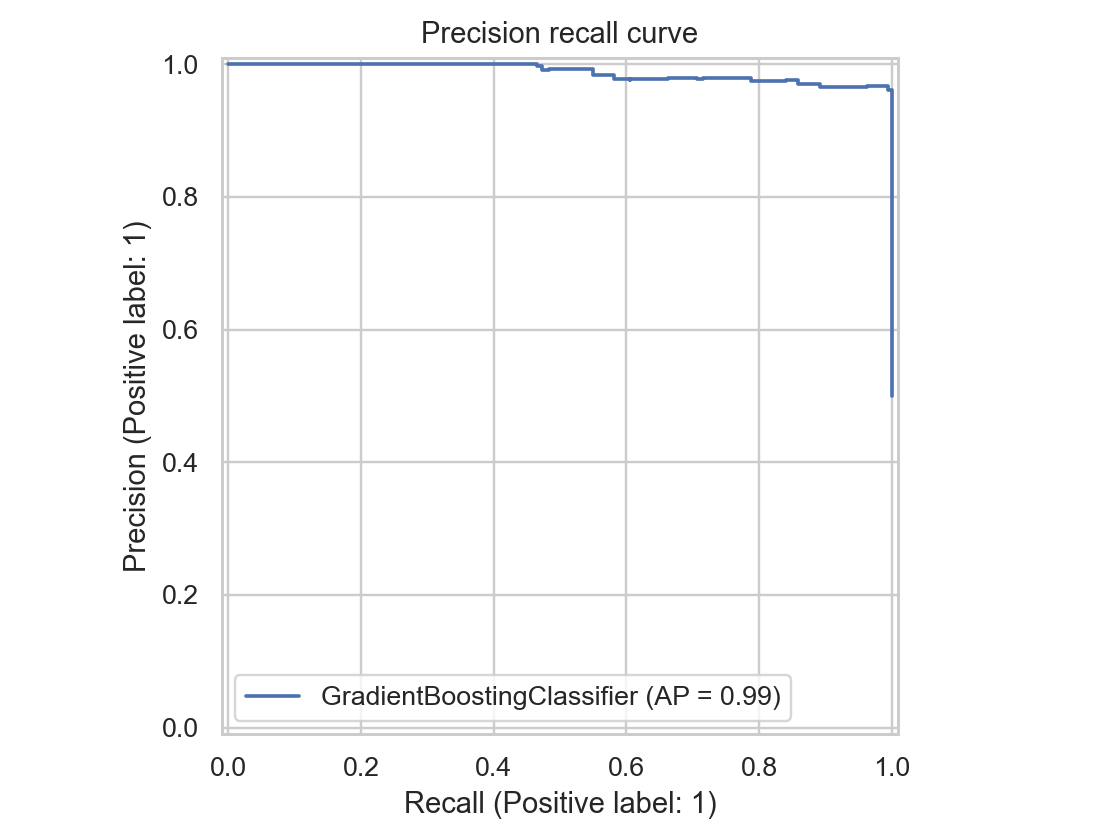 Precision recall curve
1.0
0.8
0.6
0.4
0.2
0.0
Precision (Positive label: 1)
GradientBoostingClassifier (AP = 0.99)
0.0 0.2 0.4 0.6 0.8 1.0
Recall (Positive label: 1)